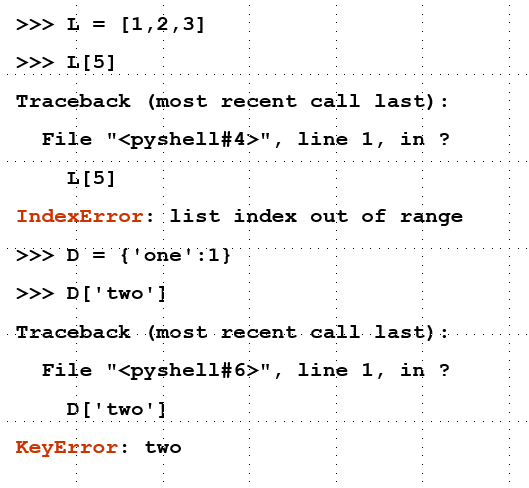 >>> L = [1,2,3]
>>> L[5]
Traceback (most recent call last):
  File "<pyshell#4>", line 1, in ?
    L[5]
IndexError: list index out of range
>>> D = {'one':1}
>>> D['two']
Traceback (most recent call last):
  File "<pyshell#6>", line 1, in ?
    D['two']
KeyError: two